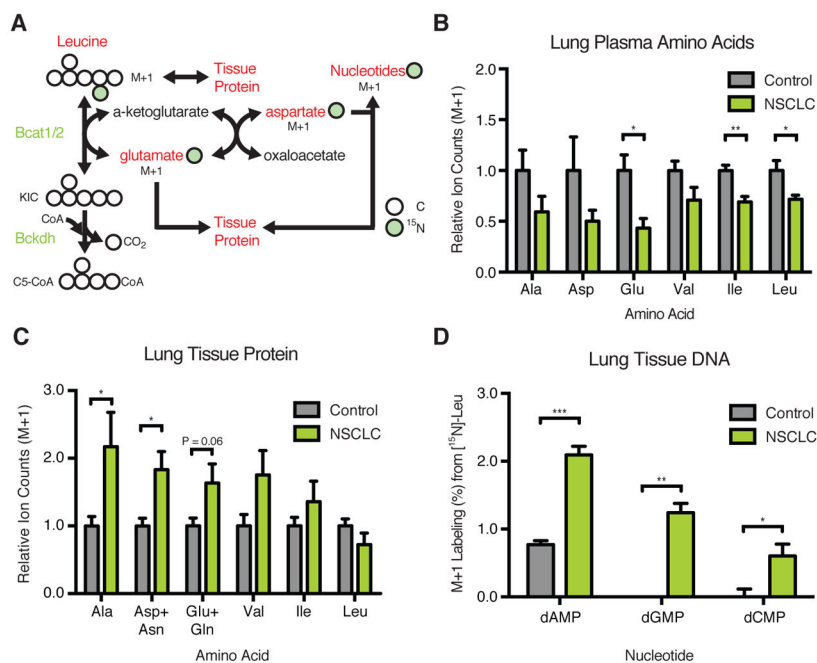 A
Leucine
M+1
Tissue
Protein
Nucleotides
M+1
a-ketoglutarate
aspartate
M+1
Bcat1/2
glutamate
M+1
oxaloacetate
KIC
CoA
Bckdh
CO2
Tissue
Protein
C
15N
C5-CoA
CoA
B
Lung Plasma Amino Acids
Relative Ion Counts (M+1)
2.0
1.5
1.0
0.5
0.0
Control
NSCLC
*
**
*
Ala Asp Glu Val Ile Leu
Amino Acid
C
Lung Tissue Protein
Relative Ion Counts (M+1)
3.0
2.0
1.0
0.0
Control
NSCLC
*
*
P = 0.06
Ala Asp+ Glu+ Val Ile Leu
Asn Gln
Amino Acid
D
Lung Tissue DNA
M+1 Labeling (%) from [15N]-Leu
3.0
2.0
1.0
0.0
Control
NSCLC
***
**
*
dAMP dGMP dCMP
Nucleotide